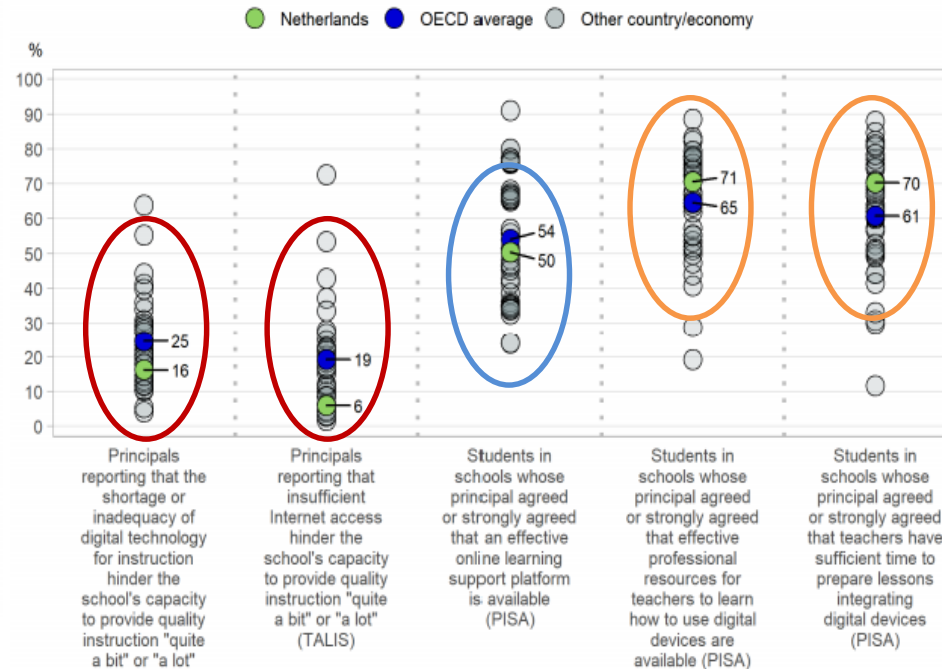 Netherlands OECD average Other country/economy
%
100
90
80
70
60
50
40
30
20
10
0
25
16
19
6
54
50
71
65
70
61
Principals
reporting that the
shortage or
inadequacy of
digital technology
for instruction
hinder the
school's capacity
to provide quality
instruction "quite
a bit" or "a lot"
Principals
reporting that
insufficient
Internet access
hinder the
school's capacity
to provide quality
instruction "quite
a bit" or "a lot"
(TALIS)
Students in
schools whose
principal agreed
or strongly agreed
that an effective
online learning
support platform
is available
(PISA)
Students in
schools whose
principal agreed
or strongly agreed
that effective
professional
resources for
teachers to learn
how to use digital
devices are
available (PISA)
Students in
schools whose
principal agreed
or strongly agreed
that teachers have
sufficient time to
prepare lessons
integrating
digital devices
(PISA)